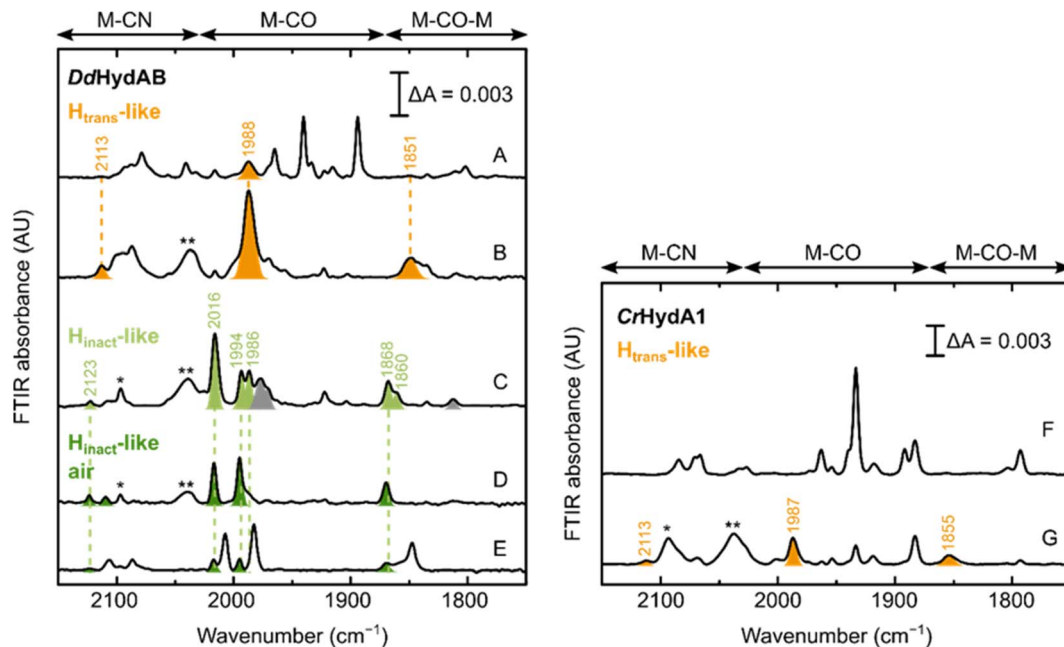 M-CN M-CO M-CO-M
DdHydAB
Htrans-like
ΔA = 0.003
2113
1988
1851
A
**
B
Hinact-like
2123
2016
1994
1986
1868
1860
*
**
C
Hinact-like
air
*
**
D
E
FTIR absorbance (AU)
2100 2000 1900 1800
Wavenumber (cm⁻¹)
M-CN M-CO M-CO-M
CrHydA1
Htrans-like
ΔA = 0.003
F
2113
*
**
1987
1855
G
FTIR absorbance (AU)
2100 2000 1900 1800
Wavenumber (cm⁻¹)